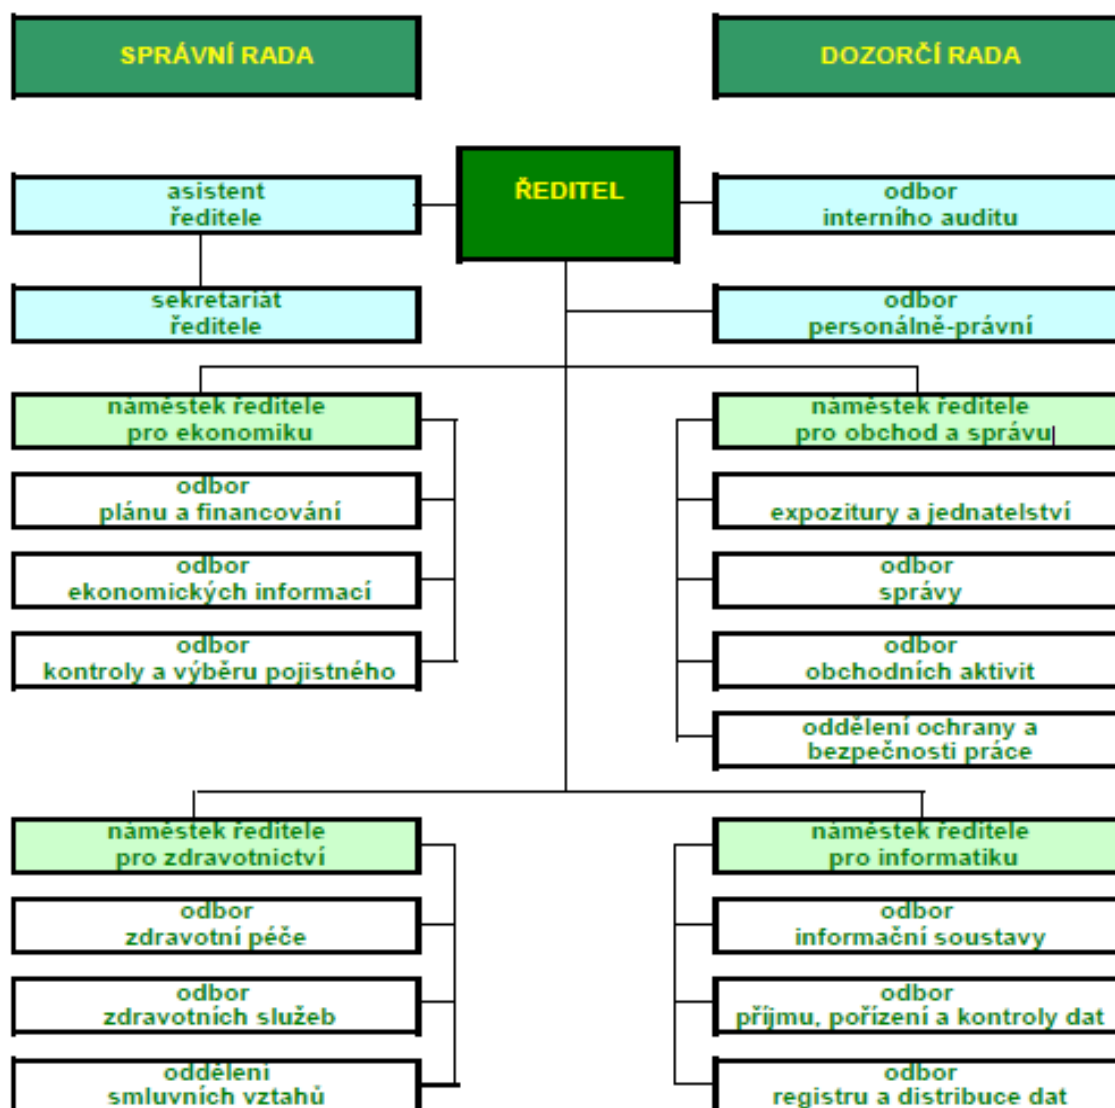 SPRÁVNÍ RADA
DOZORČÍ RADA
ŘEDITEL
asistent
ředitele
odbor
interního auditu
sekretariát
ředitele
odbor
personálně-právní
náměstek ředitele
pro ekonomiku
náměstek ředitele
pro obchod a správu
odbor
plánu a financování
expozitury a jednatelství
odbor
ekonomických informací
odbor
správy
odbor
kontroly a výběru pojistného
odbor
obchodních aktivit
oddělení ochrany a
bezpečnosti práce
náměstek ředitele
pro zdravotnictví
náměstek ředitele
pro informatiku
odbor
zdravotní péče
odbor
informační soustavy
odbor
zdravotních služeb
odbor
příjmu, pořízení a kontroly dat
oddělení
smluvních vztahů
odbor
registru a distribuce dat